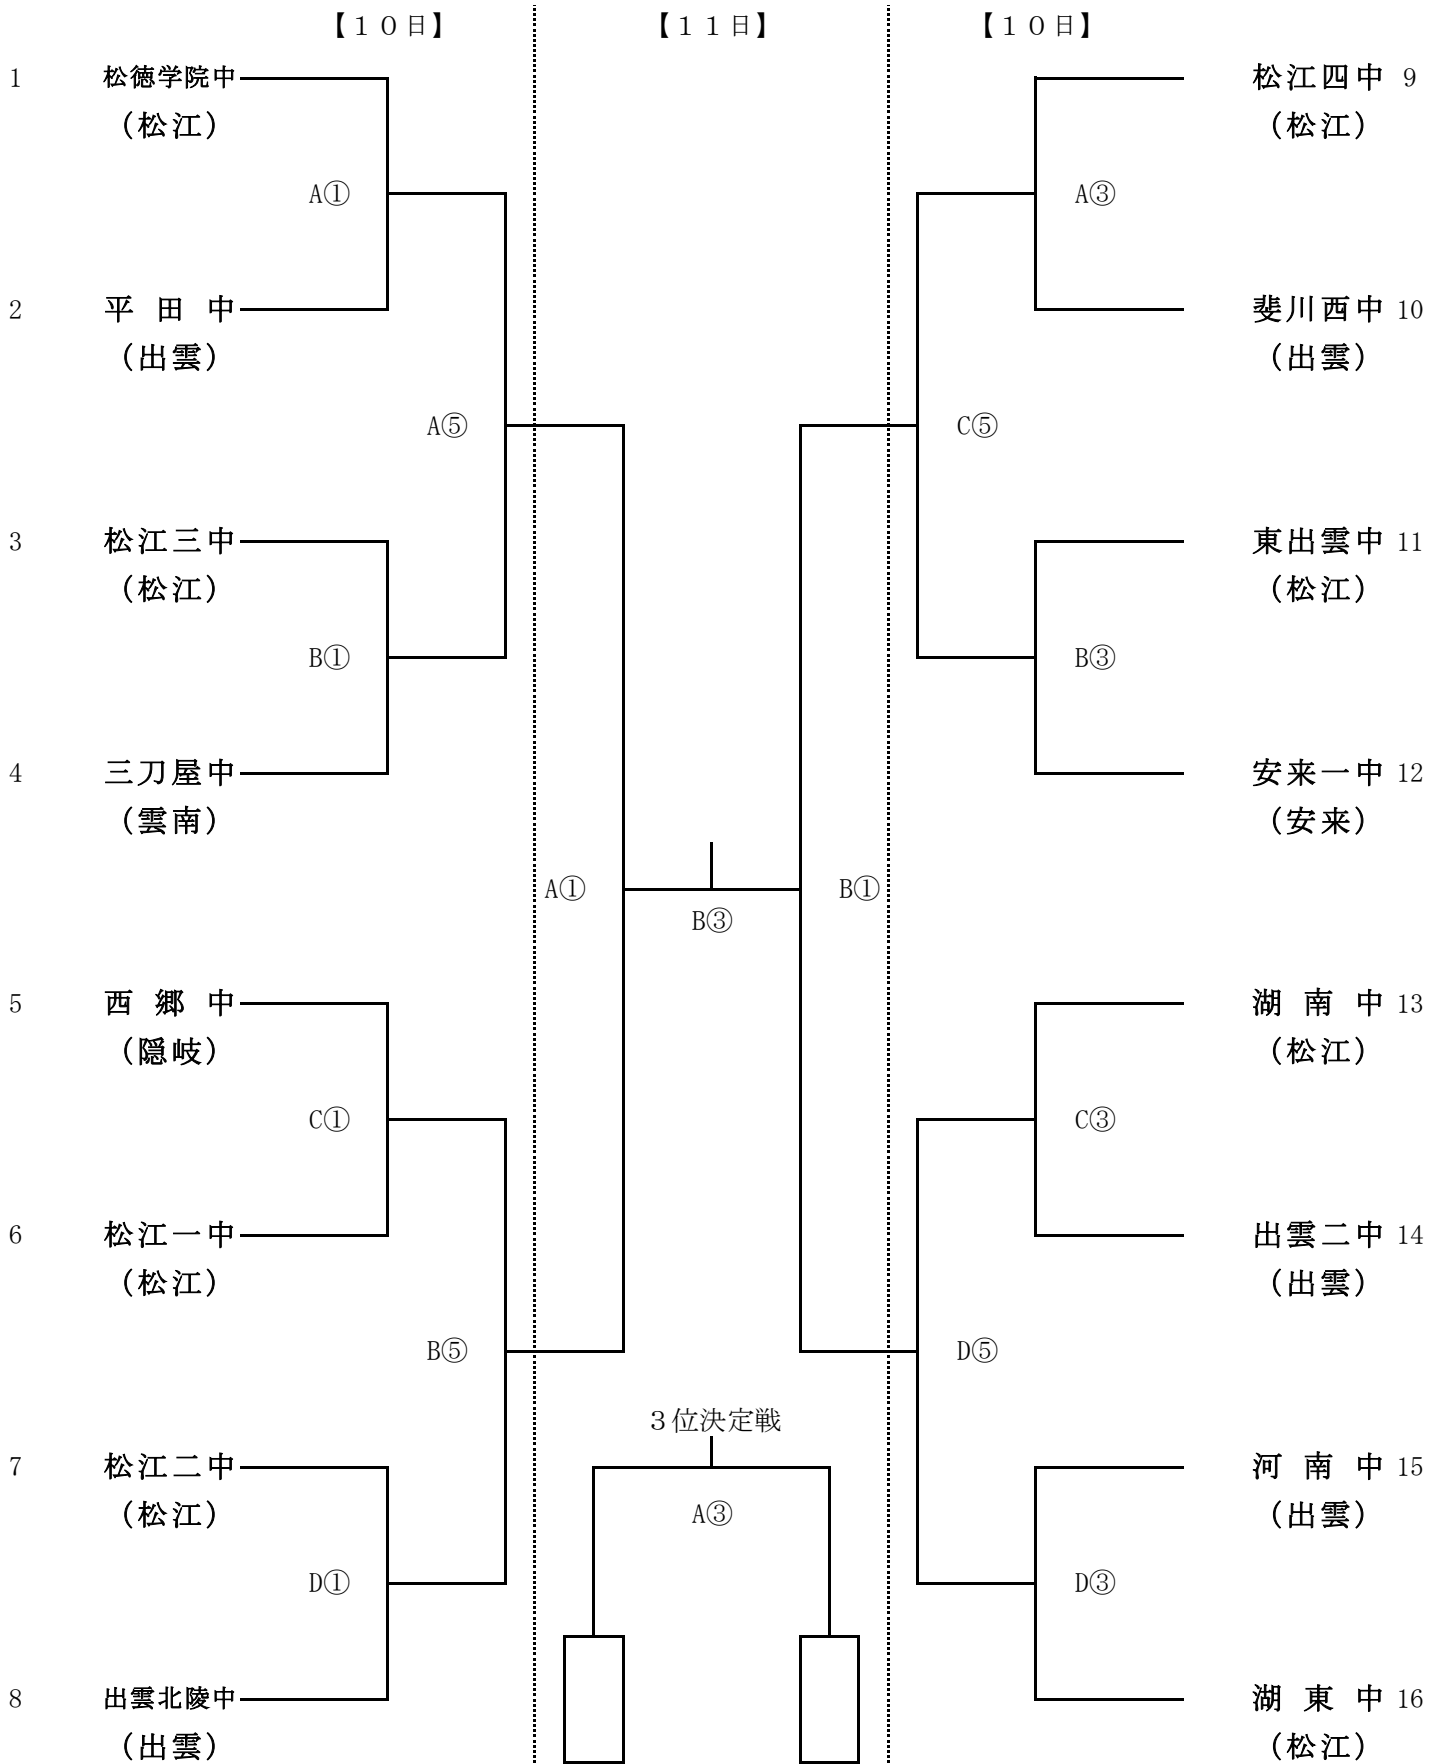 【１０日】 【１１日】 【１０日】
1 松徳学院中 松江四中 9
（松江） （松江）
A① A③
2 平田中 斐川西中 10
（出雲） （出雲）
A⑤ C⑤
3 松江三中 東出雲中 11
（松江） （松江）
B① B③
4 三刀屋中 安来一中 12
（雲南） （安来）
A① B①
B③
5 西郷中 湖南中 13
（隠岐） （松江）
C① C③
6 松江一中 出雲二中 14
（松江） （出雲）
B⑤ D⑤
３位決定戦
7 松江二中 河南中 15
（松江） A③ （出雲）
D① D③
8 出雲北陵中 湖東中 16
（出雲） （松江）